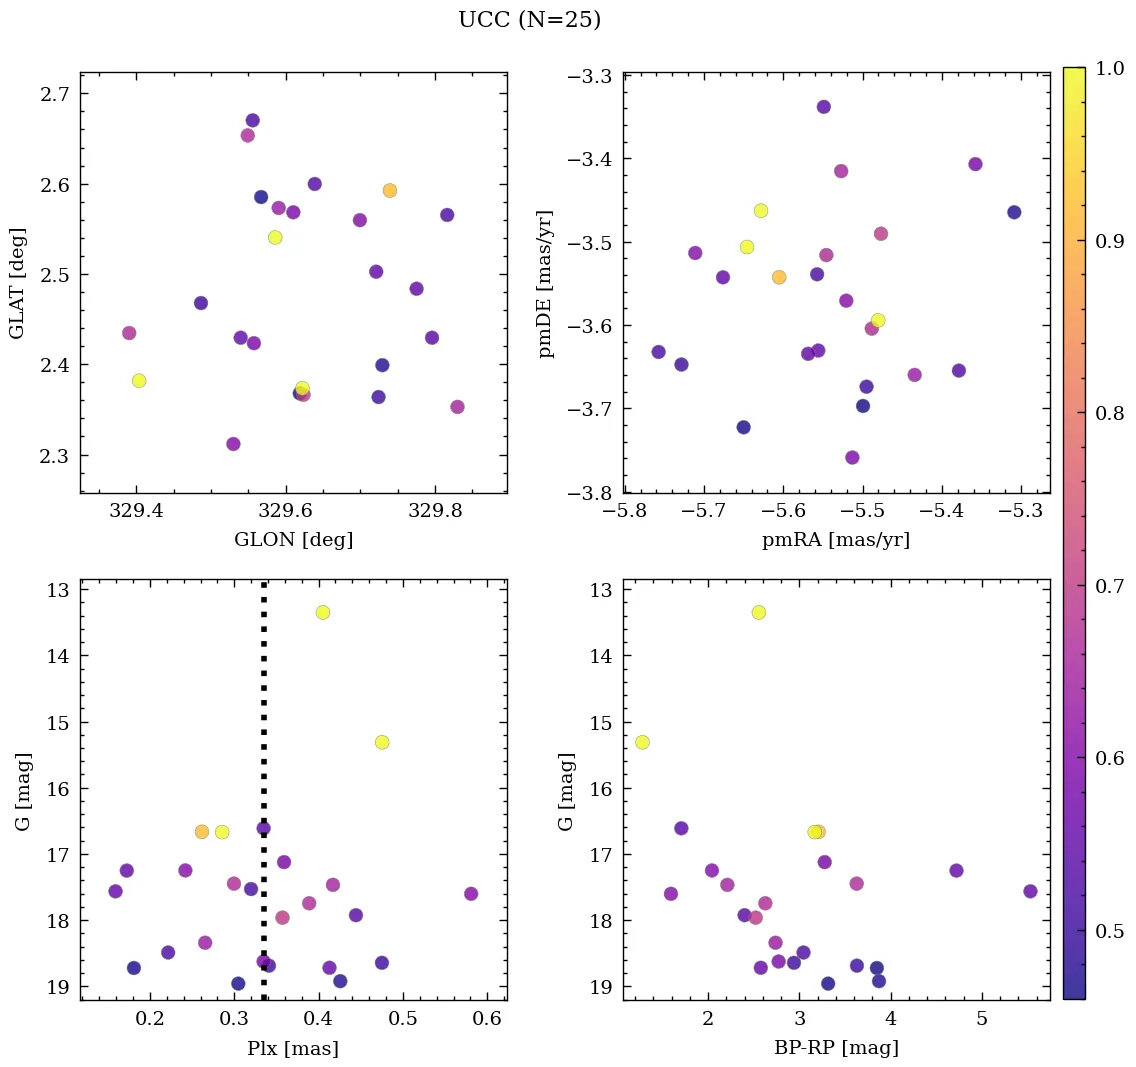 UCC (N=25)
2.7
2.6
2.5
2.4
2.3
GLAT [deg]
329.4 329.6 329.8
GLON [deg]
−3.3
−3.4
−3.5
−3.6
−3.7
−3.8
pmDE [mas/yr]
−5.8 −5.7 −5.6 −5.5 −5.4 −5.3
pmRA [mas/yr]
13
14
15
16
17
18
19
G [mag]
0.2 0.3 0.4 0.5 0.6
Plx [mas]
13
14
15
16
17
18
19
G [mag]
2 3 4 5
BP-RP [mag]
1.0
0.9
0.8
0.7
0.6
0.5